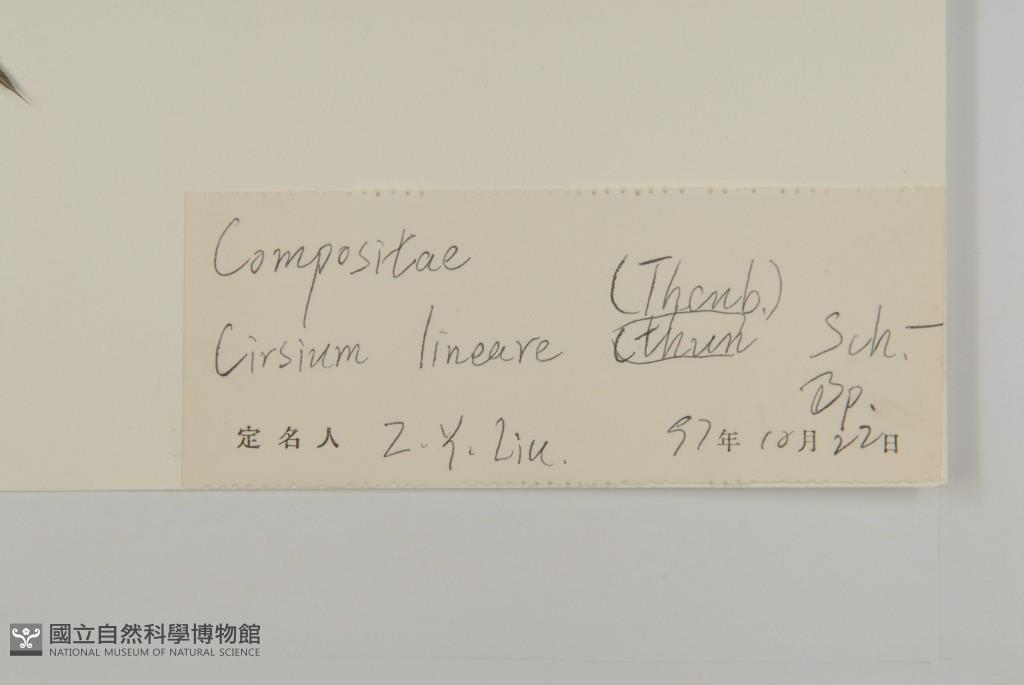 Compositae
(Thunb.)
Cirsium lineare (thun Sch.-
Bp.
定名人 Z.Y. Liu. 97年10月22日
國立自然科學博物館
NATIONAL MUSEUM OF NATURAL SCIENCE